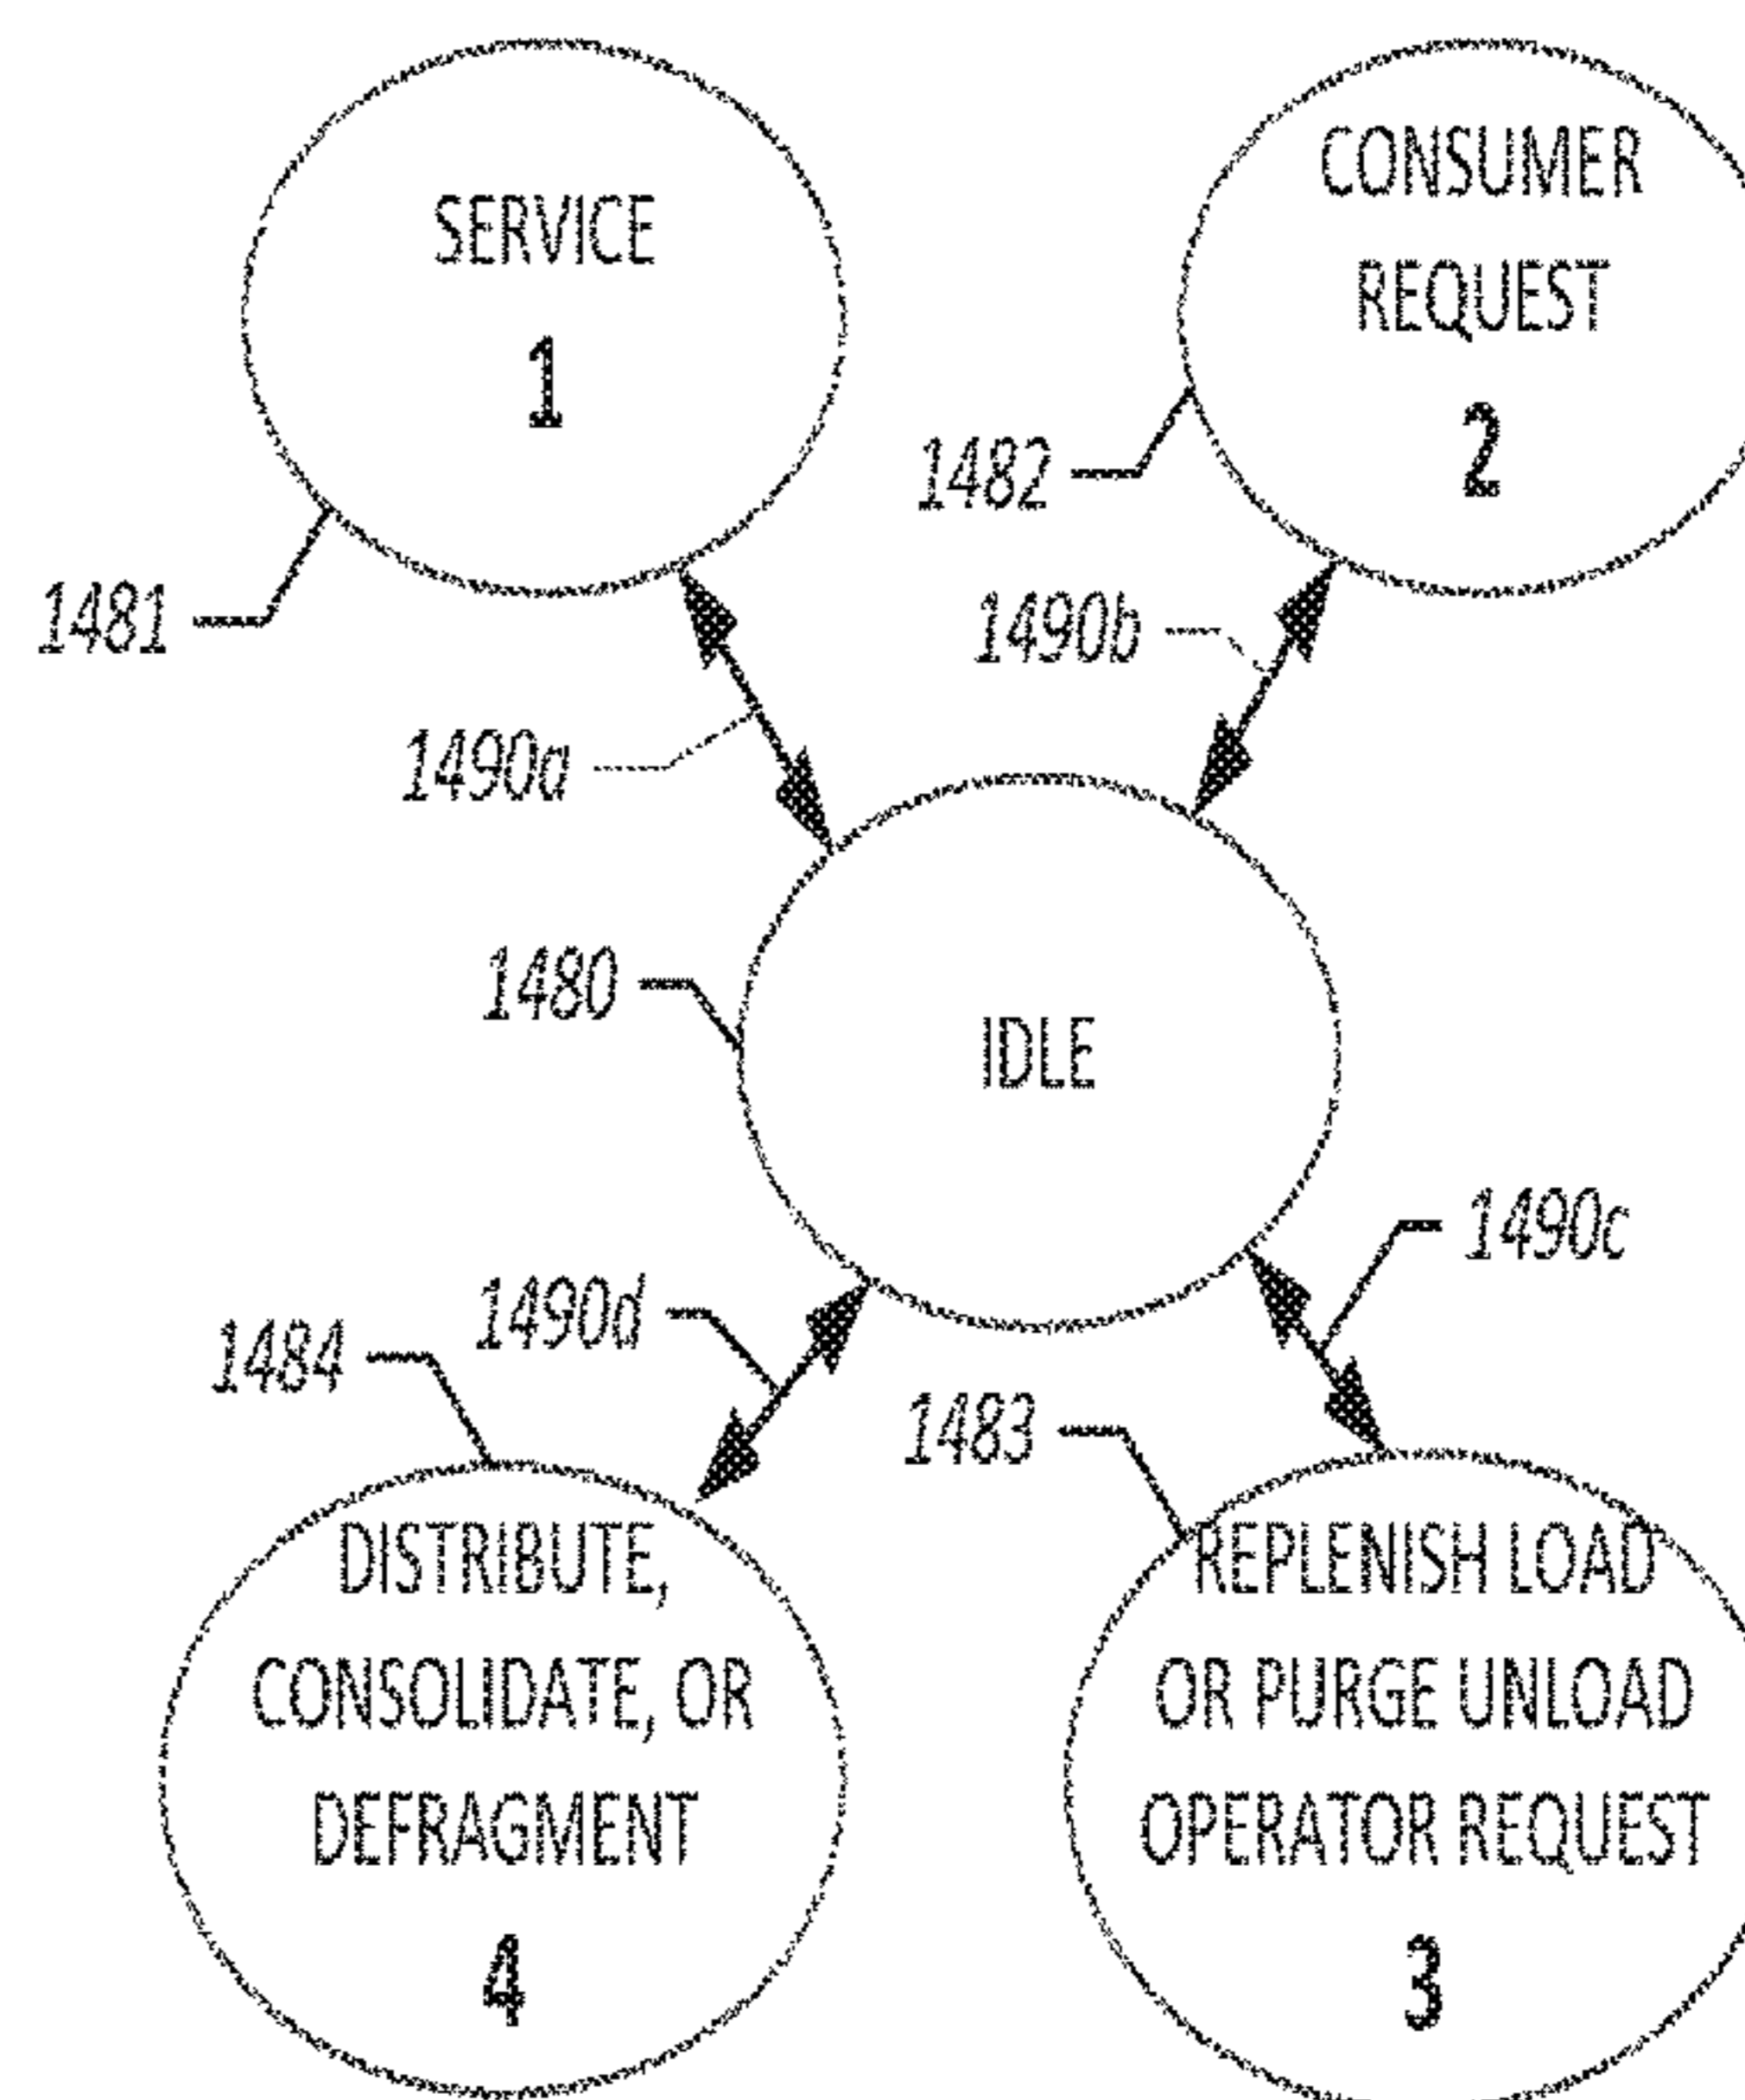 SERVICE
1
CONSUMER
REQUEST
2
1482
1481
1490b
1490a
1480
IDLE
1490c
1490d
1484
1483
DISTRIBUTE,
CONSOLIDATE, OR
DEFRAGMENT
4
REPLENISH LOAD
OR PURGE UNLOAD
OPERATOR REQUEST
3